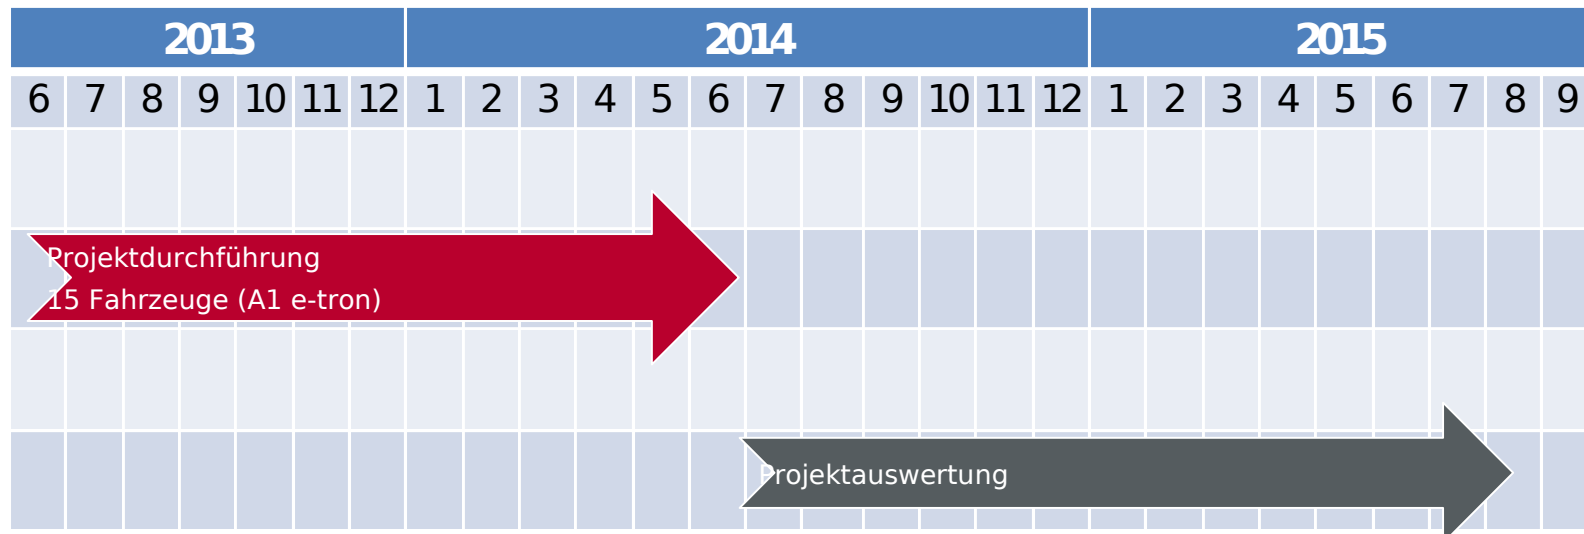 2013 2014 2015
6 7 8 9 10 11 12 1 2 3 4 5 6 7 8 9 10 11 12 1 2 3 4 5 6 7 8 9
Projektdurchführung
15 Fahrzeuge (A1 e-tron)
Projektauswertung